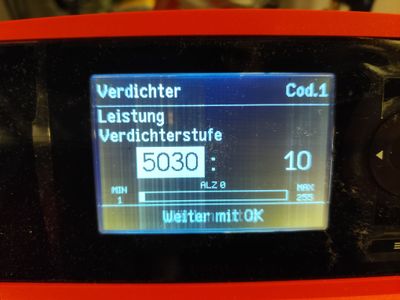 Verdichter Cod.1
Leistung
Verdichterstufe
5030 : 10
ALZ 0
MIN MAX
1 255
Weiter mit OK